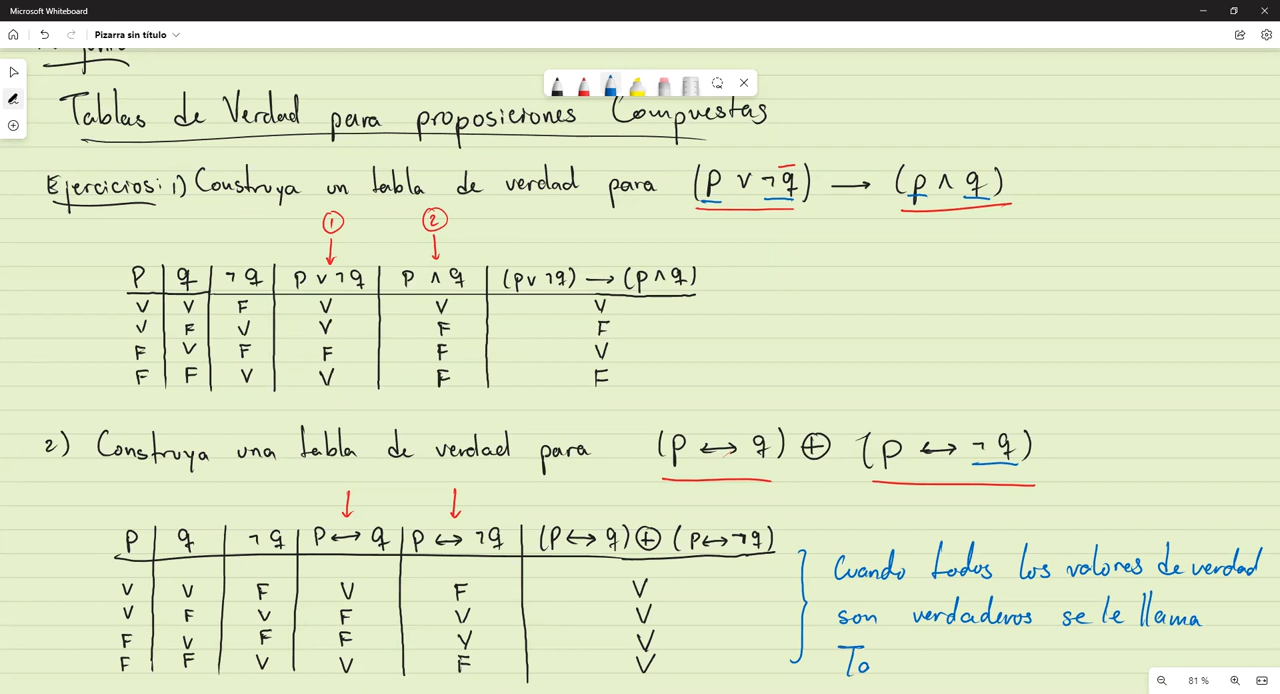 Microsoft Whiteboard
Pizarra sin título
Tablas de Verdad para proposiciones Compuestas
Ejercicios: 1) Construya un tabla de verdad para (p ∨ ¬q) → (p ∧ q)
① ②
p q ¬q p ∨ ¬q p ∧ q (p ∨ ¬q) → (p ∧ q)
V V F V V V
V F V V F F
F V F F F V
F F V V F F
2) Construya una tabla de verdad para (p ↔ q) ⊕ (p ↔ ¬q)
p q ¬q p ↔ q p ↔ ¬q (p ↔ q) ⊕ (p ↔ ¬q)
V V F V F V
V F V F V V
F V F F V V
F F V V F V
Cuando todos los valores de verdad
son verdaderos se le llama
To
81 %